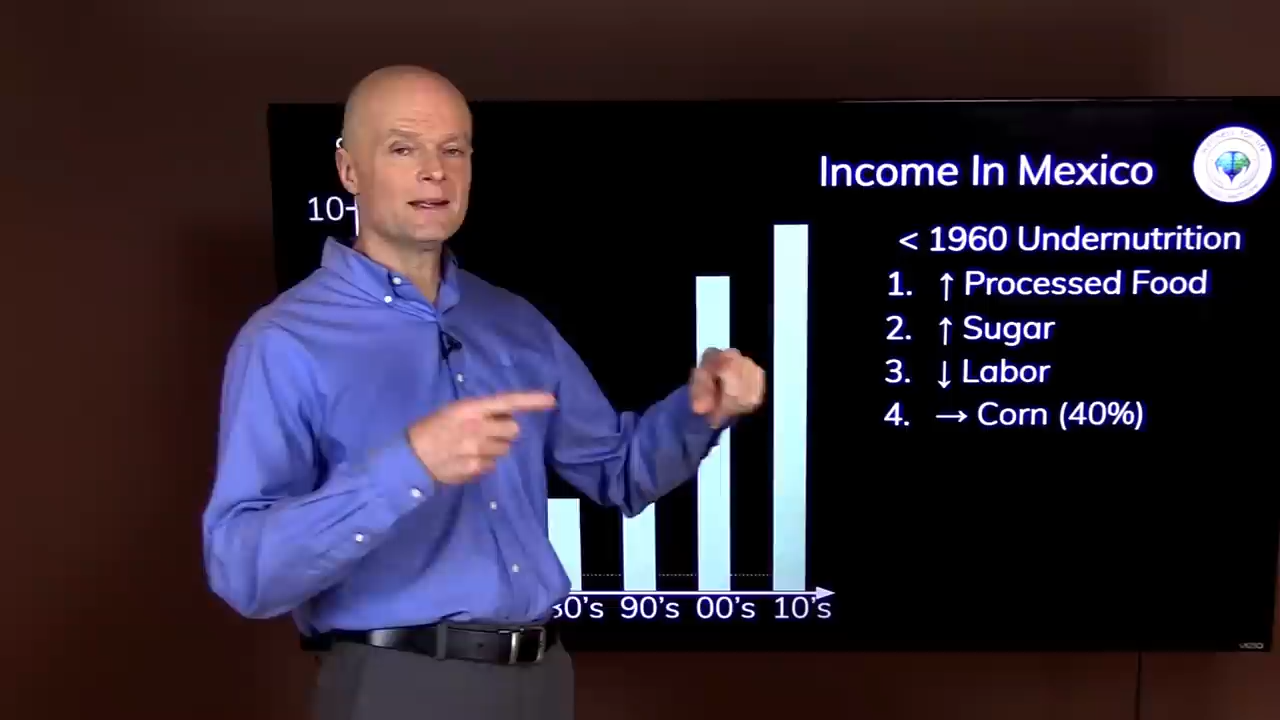 Income In Mexico
10
< 1960 Undernutrition
1. ↑ Processed Food
2. ↑ Sugar
3. ↓ Labor
4. → Corn (40%)
90's 00's 10's
VIZIO